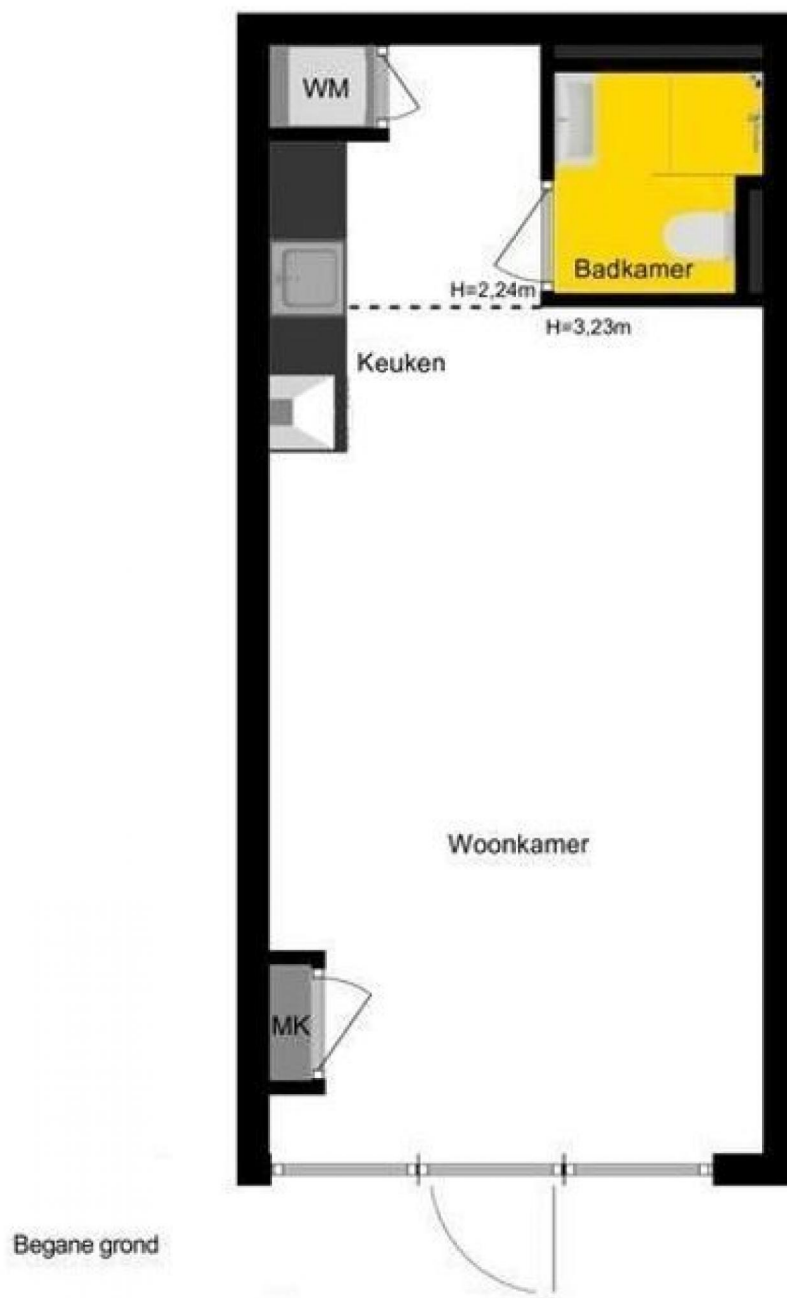 WM
Badkamer
H=2,24m
H=3,23m
Keuken
Woonkamer
MK
Begane grond